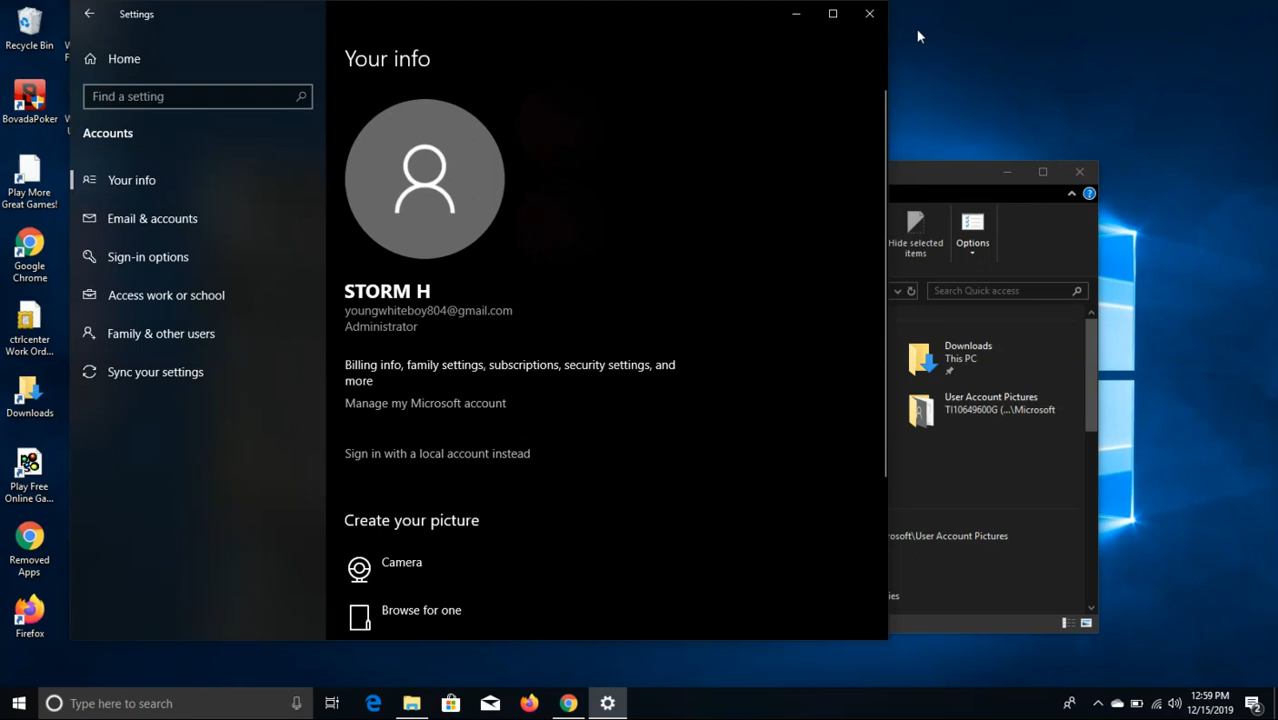 Settings
Home
Find a setting
Accounts
Your info
Email & accounts
Sign-in options
Access work or school
Family & other users
Sync your settings
Your info
STORM H
youngwhiteboy804@gmail.com
Administrator
Billing info, family settings, subscriptions, security settings, and
more
Manage my Microsoft account
Sign in with a local account instead
Create your picture
Camera
Browse for one
Recycle Bin
BovadaPoker
Play More
Great Games!
Google
Chrome
ctrlcenter
Work Ord...
Downloads
Play Free
Online Ga...
Removed
Apps
Firefox
W
F
W
Hide selected
items
Options
Search Quick access
Downloads
This PC
User Account Pictures
TI10649600G (...\Microsoft
osoft\User Account Pictures
ies
Type here to search
12:59 PM
12/15/2019
2